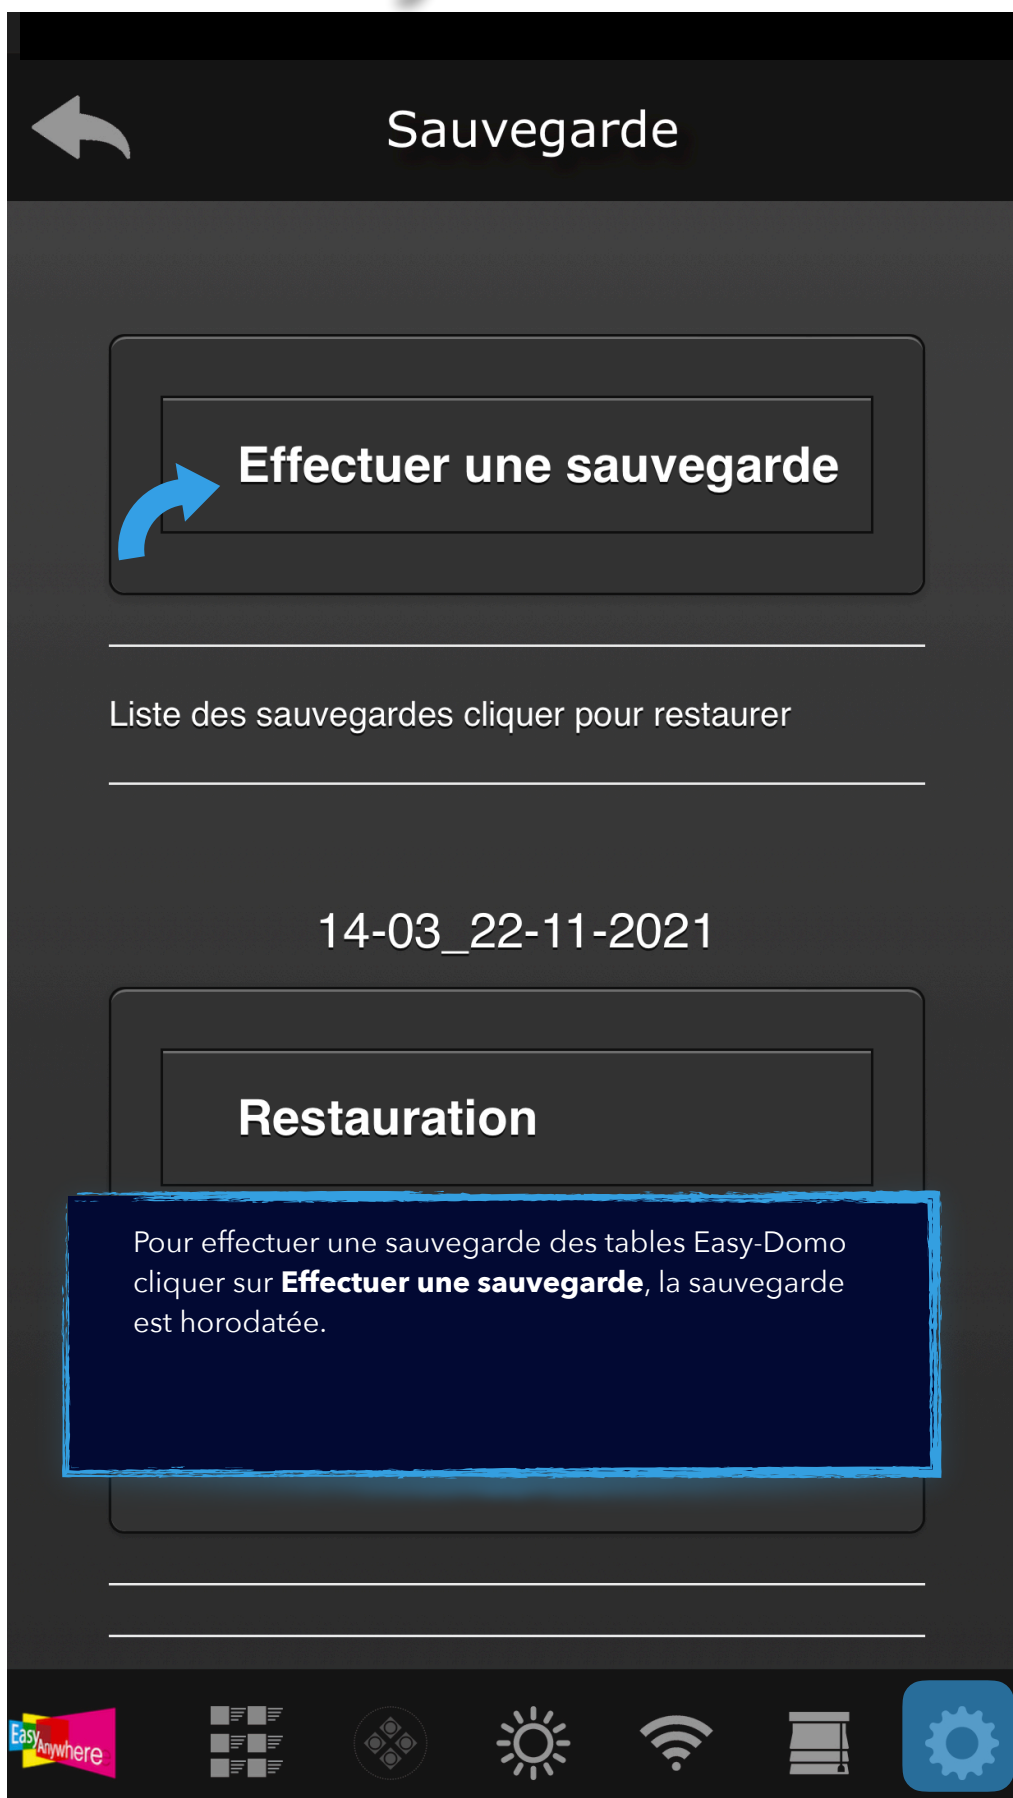 Sauvegarde
Effectuer une sauvegarde
Liste des sauvegardes cliquer pour restaurer
14-03_22-11-2021
Restauration
Pour effectuer une sauvegarde des tables Easy-Domo
cliquer sur Effectuer une sauvegarde, la sauvegarde
est horodatée.
Easy
Anywhere